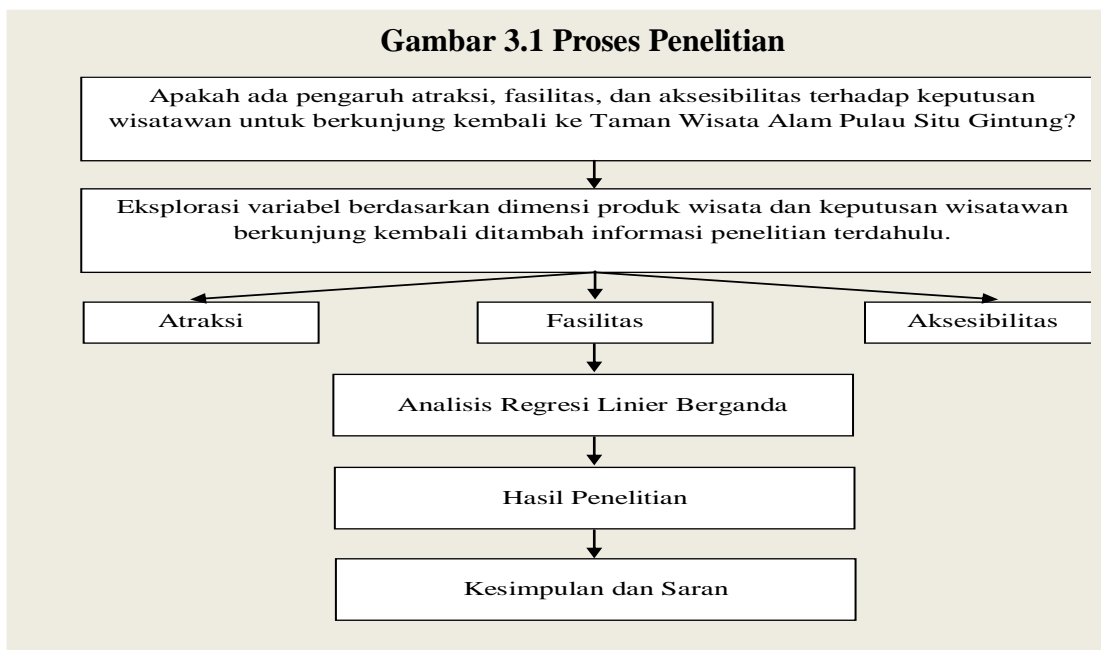 Gambar 3.1 Proses Penelitian
Apakah ada pengaruh atraksi, fasilitas, dan aksesibilitas terhadap keputusan
wisatawan untuk berkunjung kembali ke Taman Wisata Alam Pulau Situ Gintung?
Eksplorasi variabel berdasarkan dimensi produk wisata dan keputusan wisatawan
berkunjung kembali ditambah informasi penelitian terdahulu.
Atraksi
Fasilitas
Aksesibilitas
Analisis Regresi Linier Berganda
Hasil Penelitian
Kesimpulan dan Saran